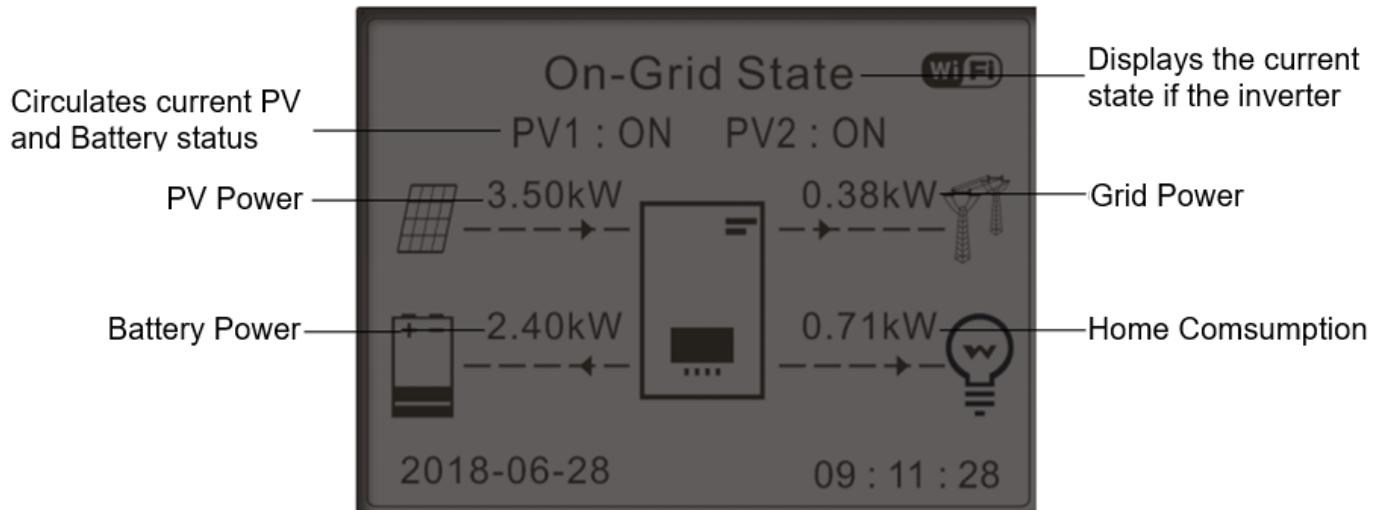 On-Grid State
WiFi
Displays the current
state if the inverter
Circulates current PV
and Battery status
PV1 : ON PV2 : ON
PV Power
3.50kW
0.38kW
Grid Power
Battery Power
+ -
2.40kW
0.71kW
Home Comsumption
2018-06-28
09 : 11 : 28